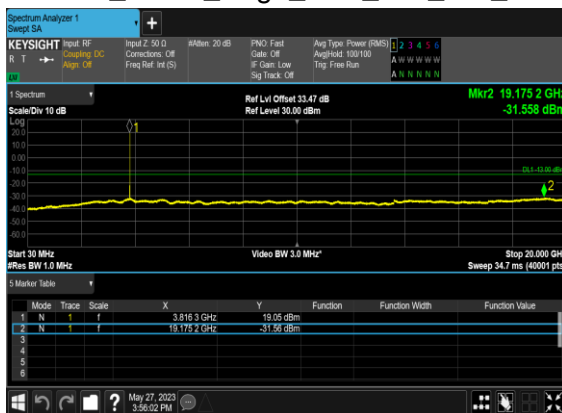 Spectrum Analyzer 1
Swept SA
+
KEYSIGHT Input: RF Input Z: 50 Ω #Atten: 20 dB PNO: Fast Avg Type: Power (RMS) 1 2 3 4 5 6
R T Coupling: DC Corrections: Off Gate: Off Avg|Hold: 100/100 A W W W W W
Align: Off Freq Ref: Int (S) IF Gain: Low Trig: Free Run
LXI Sig Track: Off A N N N N N
1 Spectrum Ref Lvl Offset 33.47 dB Mkr2 19.175 2 GHz
Scale/Div 10 dB Ref Level 30.00 dBm -31.558 dBm
Log
20.0
10.0
0.00
-10.0
-20.0
-30.0
-40.0
-50.0
-60.0
1
DL1 -13.00 dBm
2
Start 30 MHz Video BW 3.0 MHz* Stop 20.000 GHz
#Res BW 1.0 MHz Sweep 34.7 ms (40001 pts)
5 Marker Table
Mode Trace Scale X Y Function Function Width Function Value
1 N 1 f 3.816 3 GHz 19.05 dBm
2 N 1 f 19.175 2 GHz -31.56 dBm
3
4
5
6
? May 27, 2023
3:56:02 PM